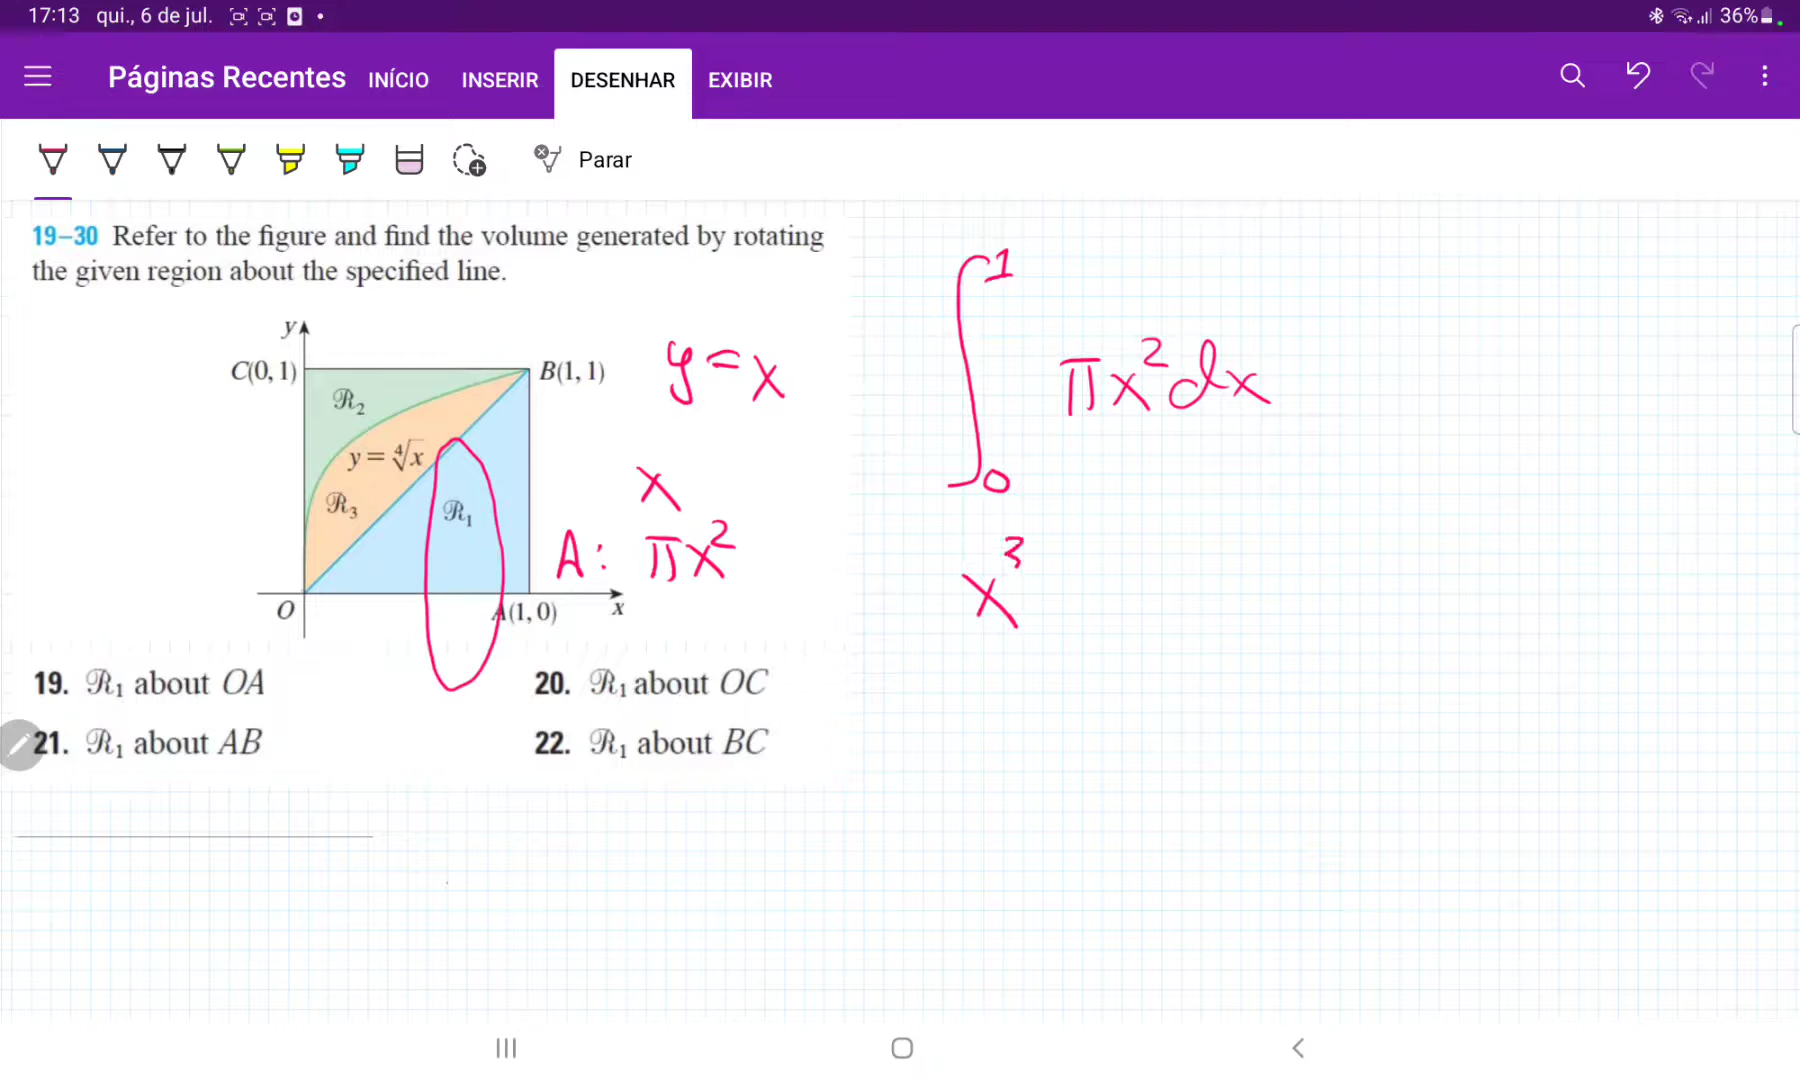 17:13 qui., 6 de jul. • 36%
Páginas Recentes INÍCIO INSERIR DESENHAR EXIBIR
Parar
19–30 Refer to the figure and find the volume generated by rotating
the given region about the specified line.
y
C(0, 1) B(1, 1)
ℛ₂
y = ∜x
ℛ₃
ℛ₁
O
A(1, 0)
x
y = x
x
A: πx²
∫₀¹ πx² dx
x³
19. ℛ₁ about OA
20. ℛ₁ about OC
21. ℛ₁ about AB
22. ℛ₁ about BC